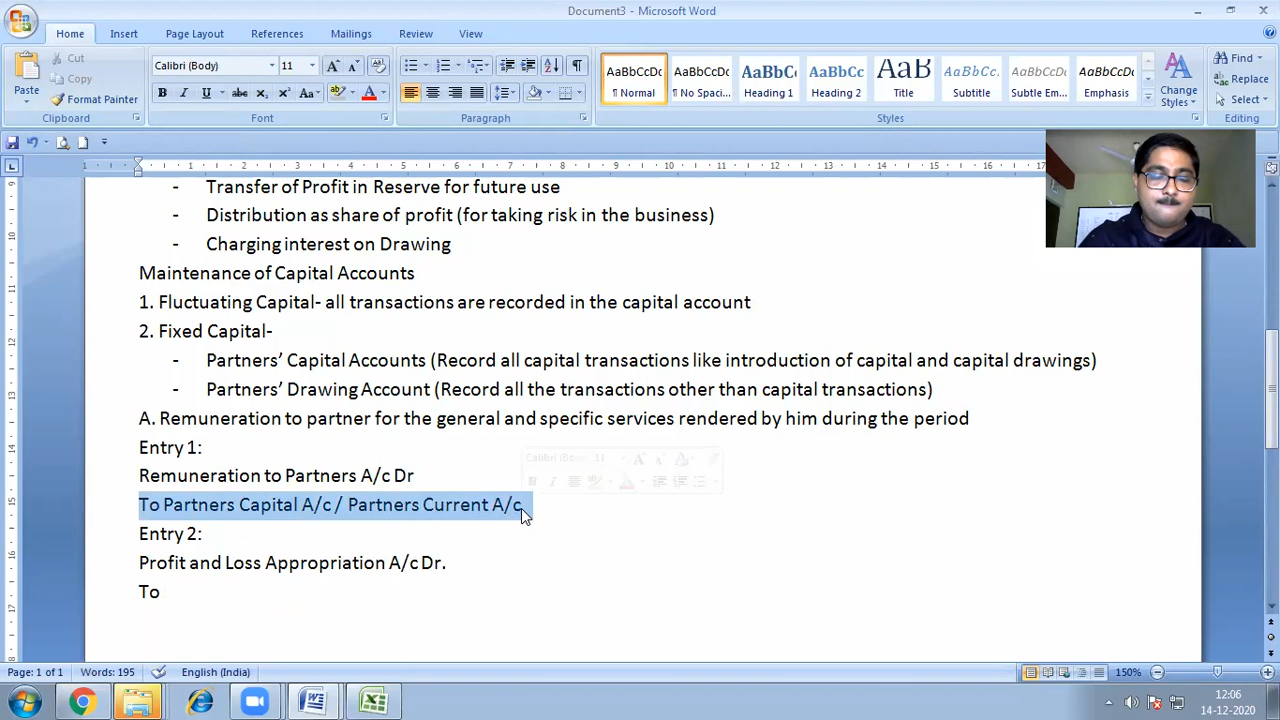 Document3 - Microsoft Word
Home Insert Page Layout References Mailings Review View
Paste Cut Copy Format Painter Clipboard
Calibri (Body) 11 Font
Paragraph
AaBbCcDc ¶ Normal
AaBbCcDc ¶ No Spaci...
AaBbCc Heading 1
AaBbCc Heading 2
AaB Title
AaBbCc. Subtitle
AaBbCcDc Subtle Em...
AaBbCcDc Emphasis
Change Styles Styles
Find Replace Select Editing
- Transfer of Profit in Reserve for future use
- Distribution as share of profit (for taking risk in the business)
- Charging interest on Drawing
Maintenance of Capital Accounts
1. Fluctuating Capital- all transactions are recorded in the capital account
2. Fixed Capital-
- Partners’ Capital Accounts (Record all capital transactions like introduction of capital and capital drawings)
- Partners’ Drawing Account (Record all the transactions other than capital transactions)
A. Remuneration to partner for the general and specific services rendered by him during the period
Entry 1:
Remuneration to Partners A/c Dr
To Partners Capital A/c / Partners Current A/c
Entry 2:
Profit and Loss Appropriation A/c Dr.
To
Page: 1 of 1 Words: 195 English (India) 150%
12:06
14-12-2020